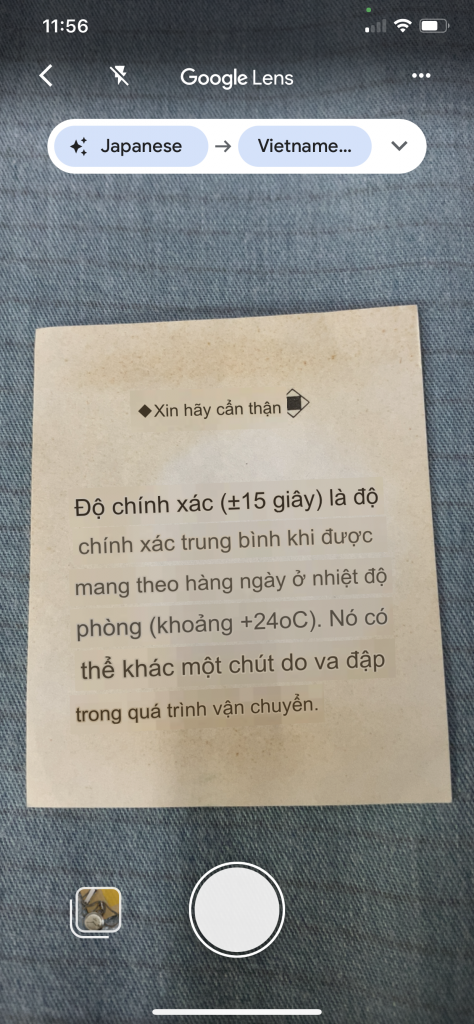 11:56
Google Lens
Japanese → Vietname...
◆Xin hãy cẩn thận
Độ chính xác (±15 giây) là độ
chính xác trung bình khi được
mang theo hàng ngày ở nhiệt độ
phòng (khoảng +24oC). Nó có
thể khác một chút do va đập
trong quá trình vận chuyển.